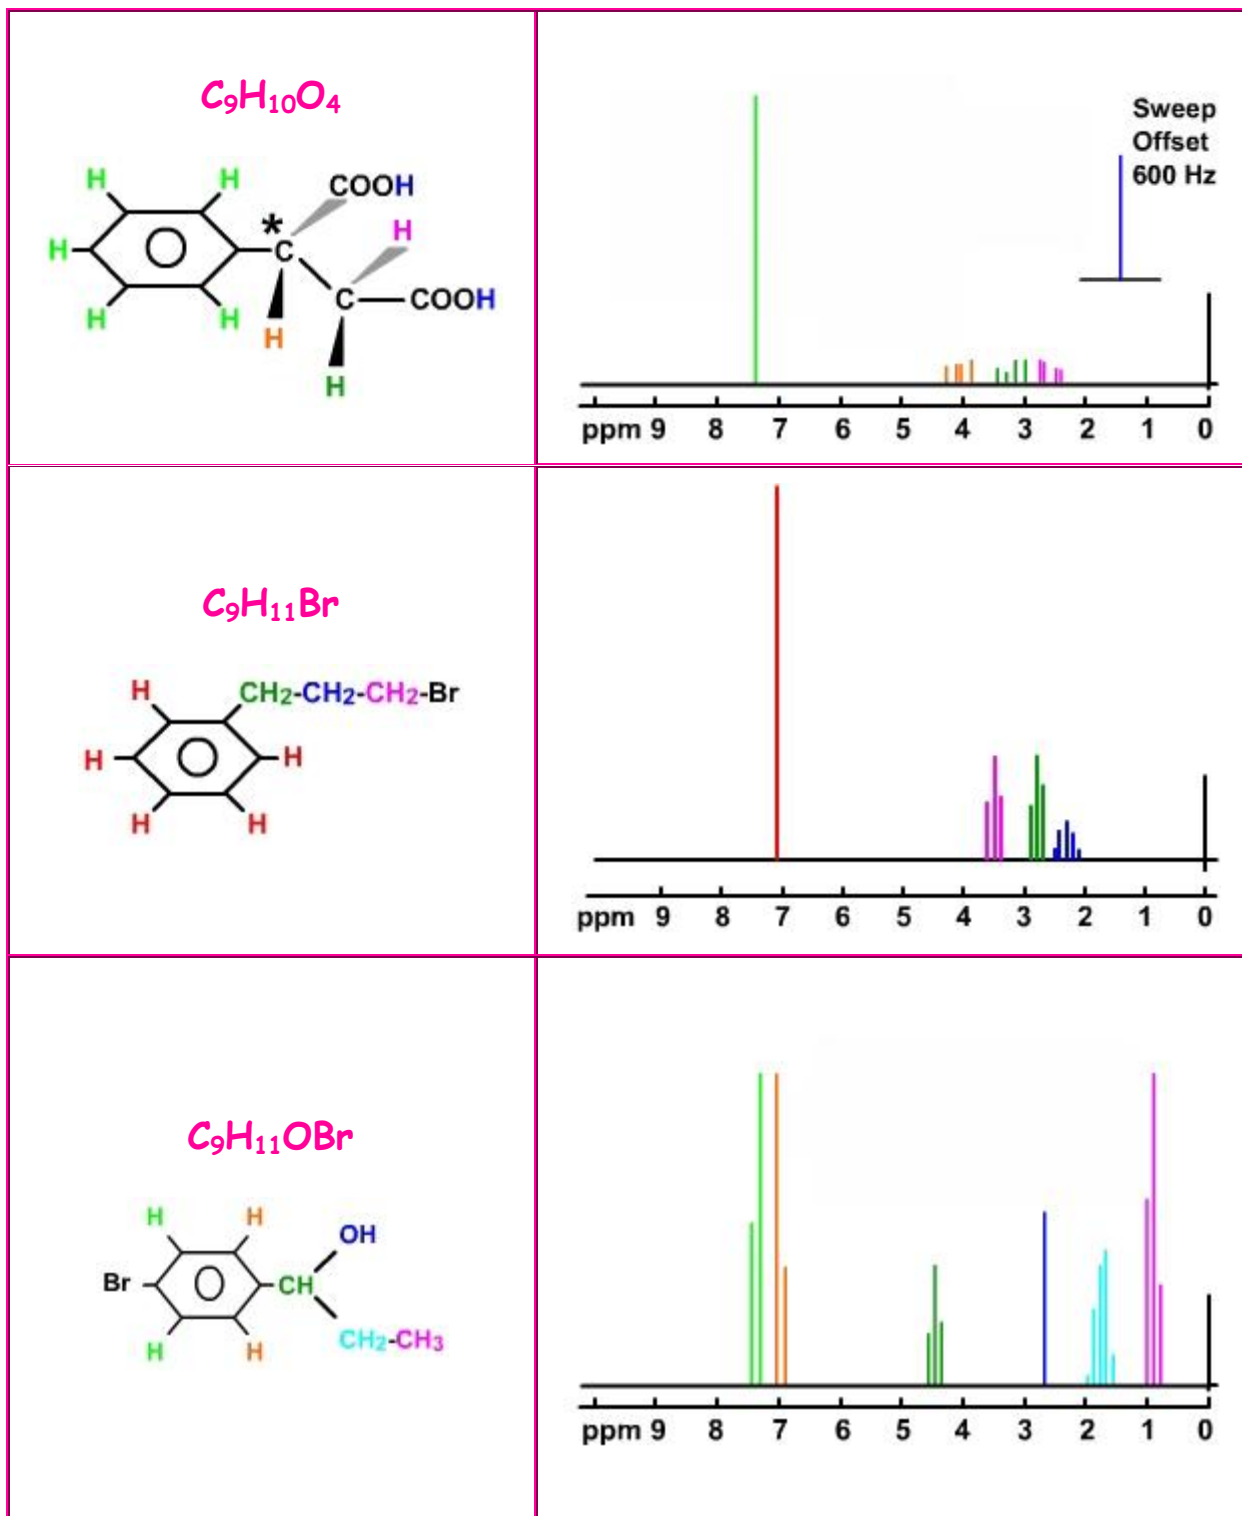 C₉H₁₀O₄
H H COOH
* H
H C
H H C COOH
H
H
Sweep
Offset
600 Hz
ppm 9 8 7 6 5 4 3 2 1 0
C₉H₁₁Br
H CH₂-CH₂-CH₂-Br
H H
H H
ppm 9 8 7 6 5 4 3 2 1 0
C₉H₁₁OBr
H H OH
Br CH
H H CH₂-CH₃
ppm 9 8 7 6 5 4 3 2 1 0